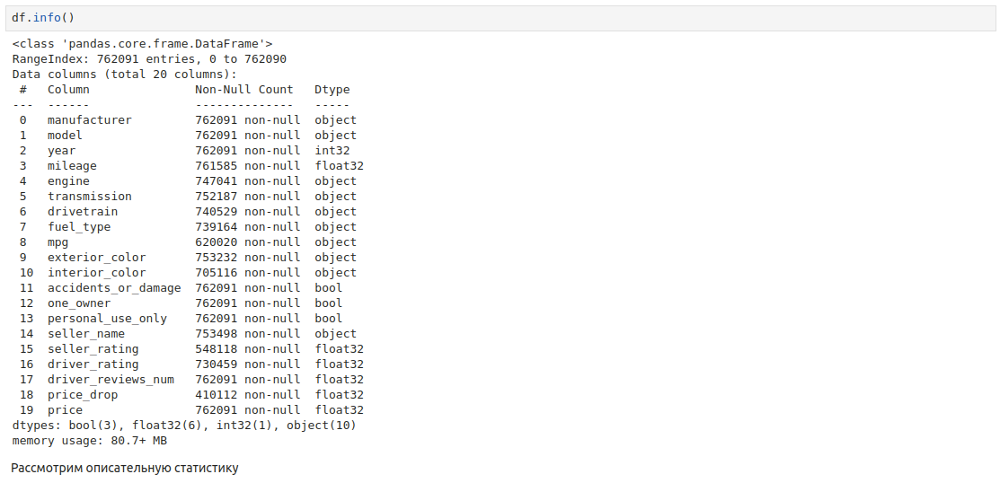 df.info()
<class 'pandas.core.frame.DataFrame'>
RangeIndex: 762091 entries, 0 to 762090
Data columns (total 20 columns):
 #   Column               Non-Null Count   Dtype
---  ------               --------------   -----
 0   manufacturer         762091 non-null  object
 1   model                762091 non-null  object
 2   year                 762091 non-null  int32
 3   mileage              761585 non-null  float32
 4   engine               747041 non-null  object
 5   transmission         752187 non-null  object
 6   drivetrain           740529 non-null  object
 7   fuel_type            739164 non-null  object
 8   mpg                  620020 non-null  object
 9   exterior_color       753232 non-null  object
 10  interior_color       705116 non-null  object
 11  accidents_or_damage  762091 non-null  bool
 12  one_owner            762091 non-null  bool
 13  personal_use_only    762091 non-null  bool
 14  seller_name          753498 non-null  object
 15  seller_rating        548118 non-null  float32
 16  driver_rating        730459 non-null  float32
 17  driver_reviews_num   762091 non-null  float32
 18  price_drop           410112 non-null  float32
 19  price                762091 non-null  float32
dtypes: bool(3), float32(6), int32(1), object(10)
memory usage: 80.7+ MB
Рассмотрим описательную статистику